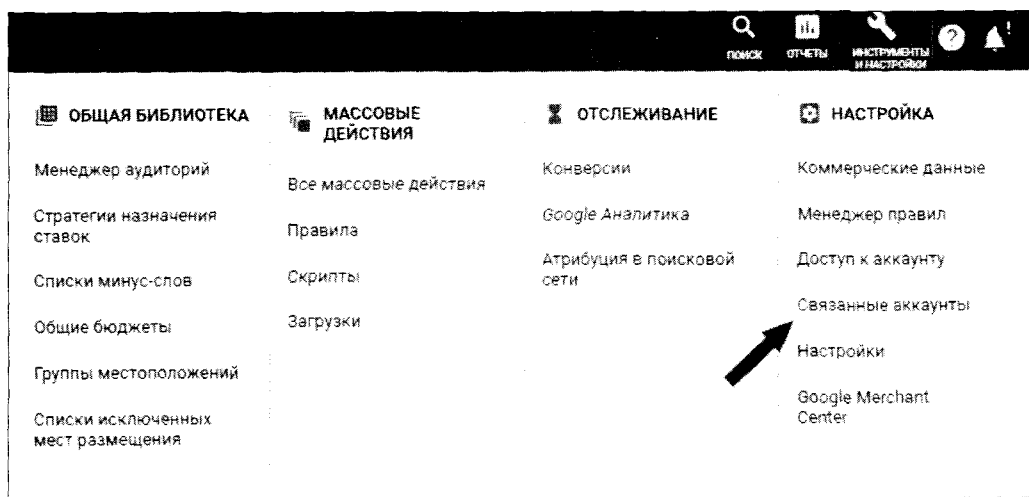 ПОИСК
ОТЧЕТЫ
ИНСТРУМЕНТЫ
И НАСТРОЙКИ
?
!
ОБЩАЯ БИБЛИОТЕКА
Менеджер аудиторий
Стратегии назначения
ставок
Списки минус-слов
Общие бюджеты
Группы местоположений
Списки исключенных
мест размещения
МАССОВЫЕ
ДЕЙСТВИЯ
Все массовые действия
Правила
Скрипты
Загрузки
ОТСЛЕЖИВАНИЕ
Конверсии
Google Аналитика
Атрибуция в поисковой
сети
НАСТРОЙКА
Коммерческие данные
Менеджер правил
Доступ к аккаунту
Связанные аккаунты
Настройки
Google Merchant
Center